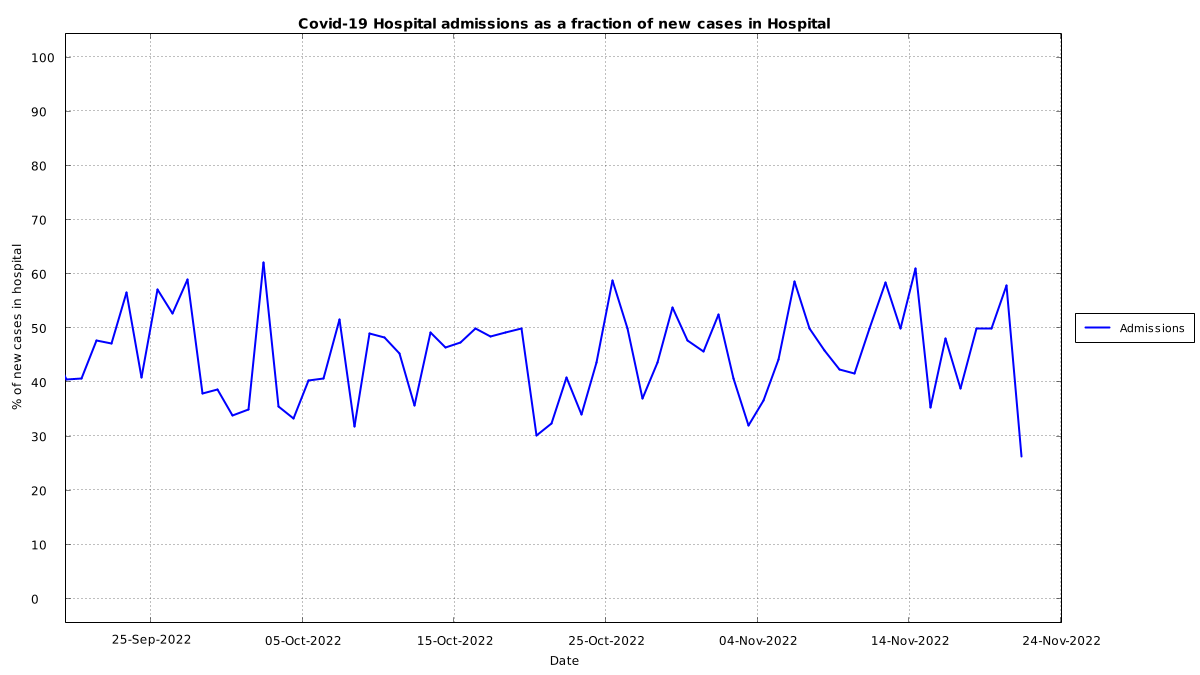 Covid-19 Hospital admissions as a fraction of new cases in Hospital
% of new cases in hospital
100
90
80
70
60
50
40
30
20
10
0
Admissions
25-Sep-2022 05-Oct-2022 15-Oct-2022 25-Oct-2022 04-Nov-2022 14-Nov-2022 24-Nov-2022
Date